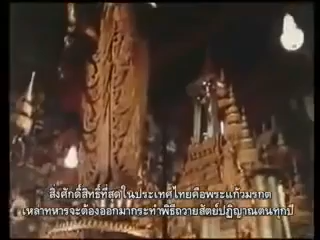 สิ่งศักดิ์สิทธิ์ที่สุดในประเทศไทยคือพระแก้วมรกต
เหล่าทหารจะต้องออกมากระทำพิธีถวายสัตย์ปฏิญาณตนทุกปี